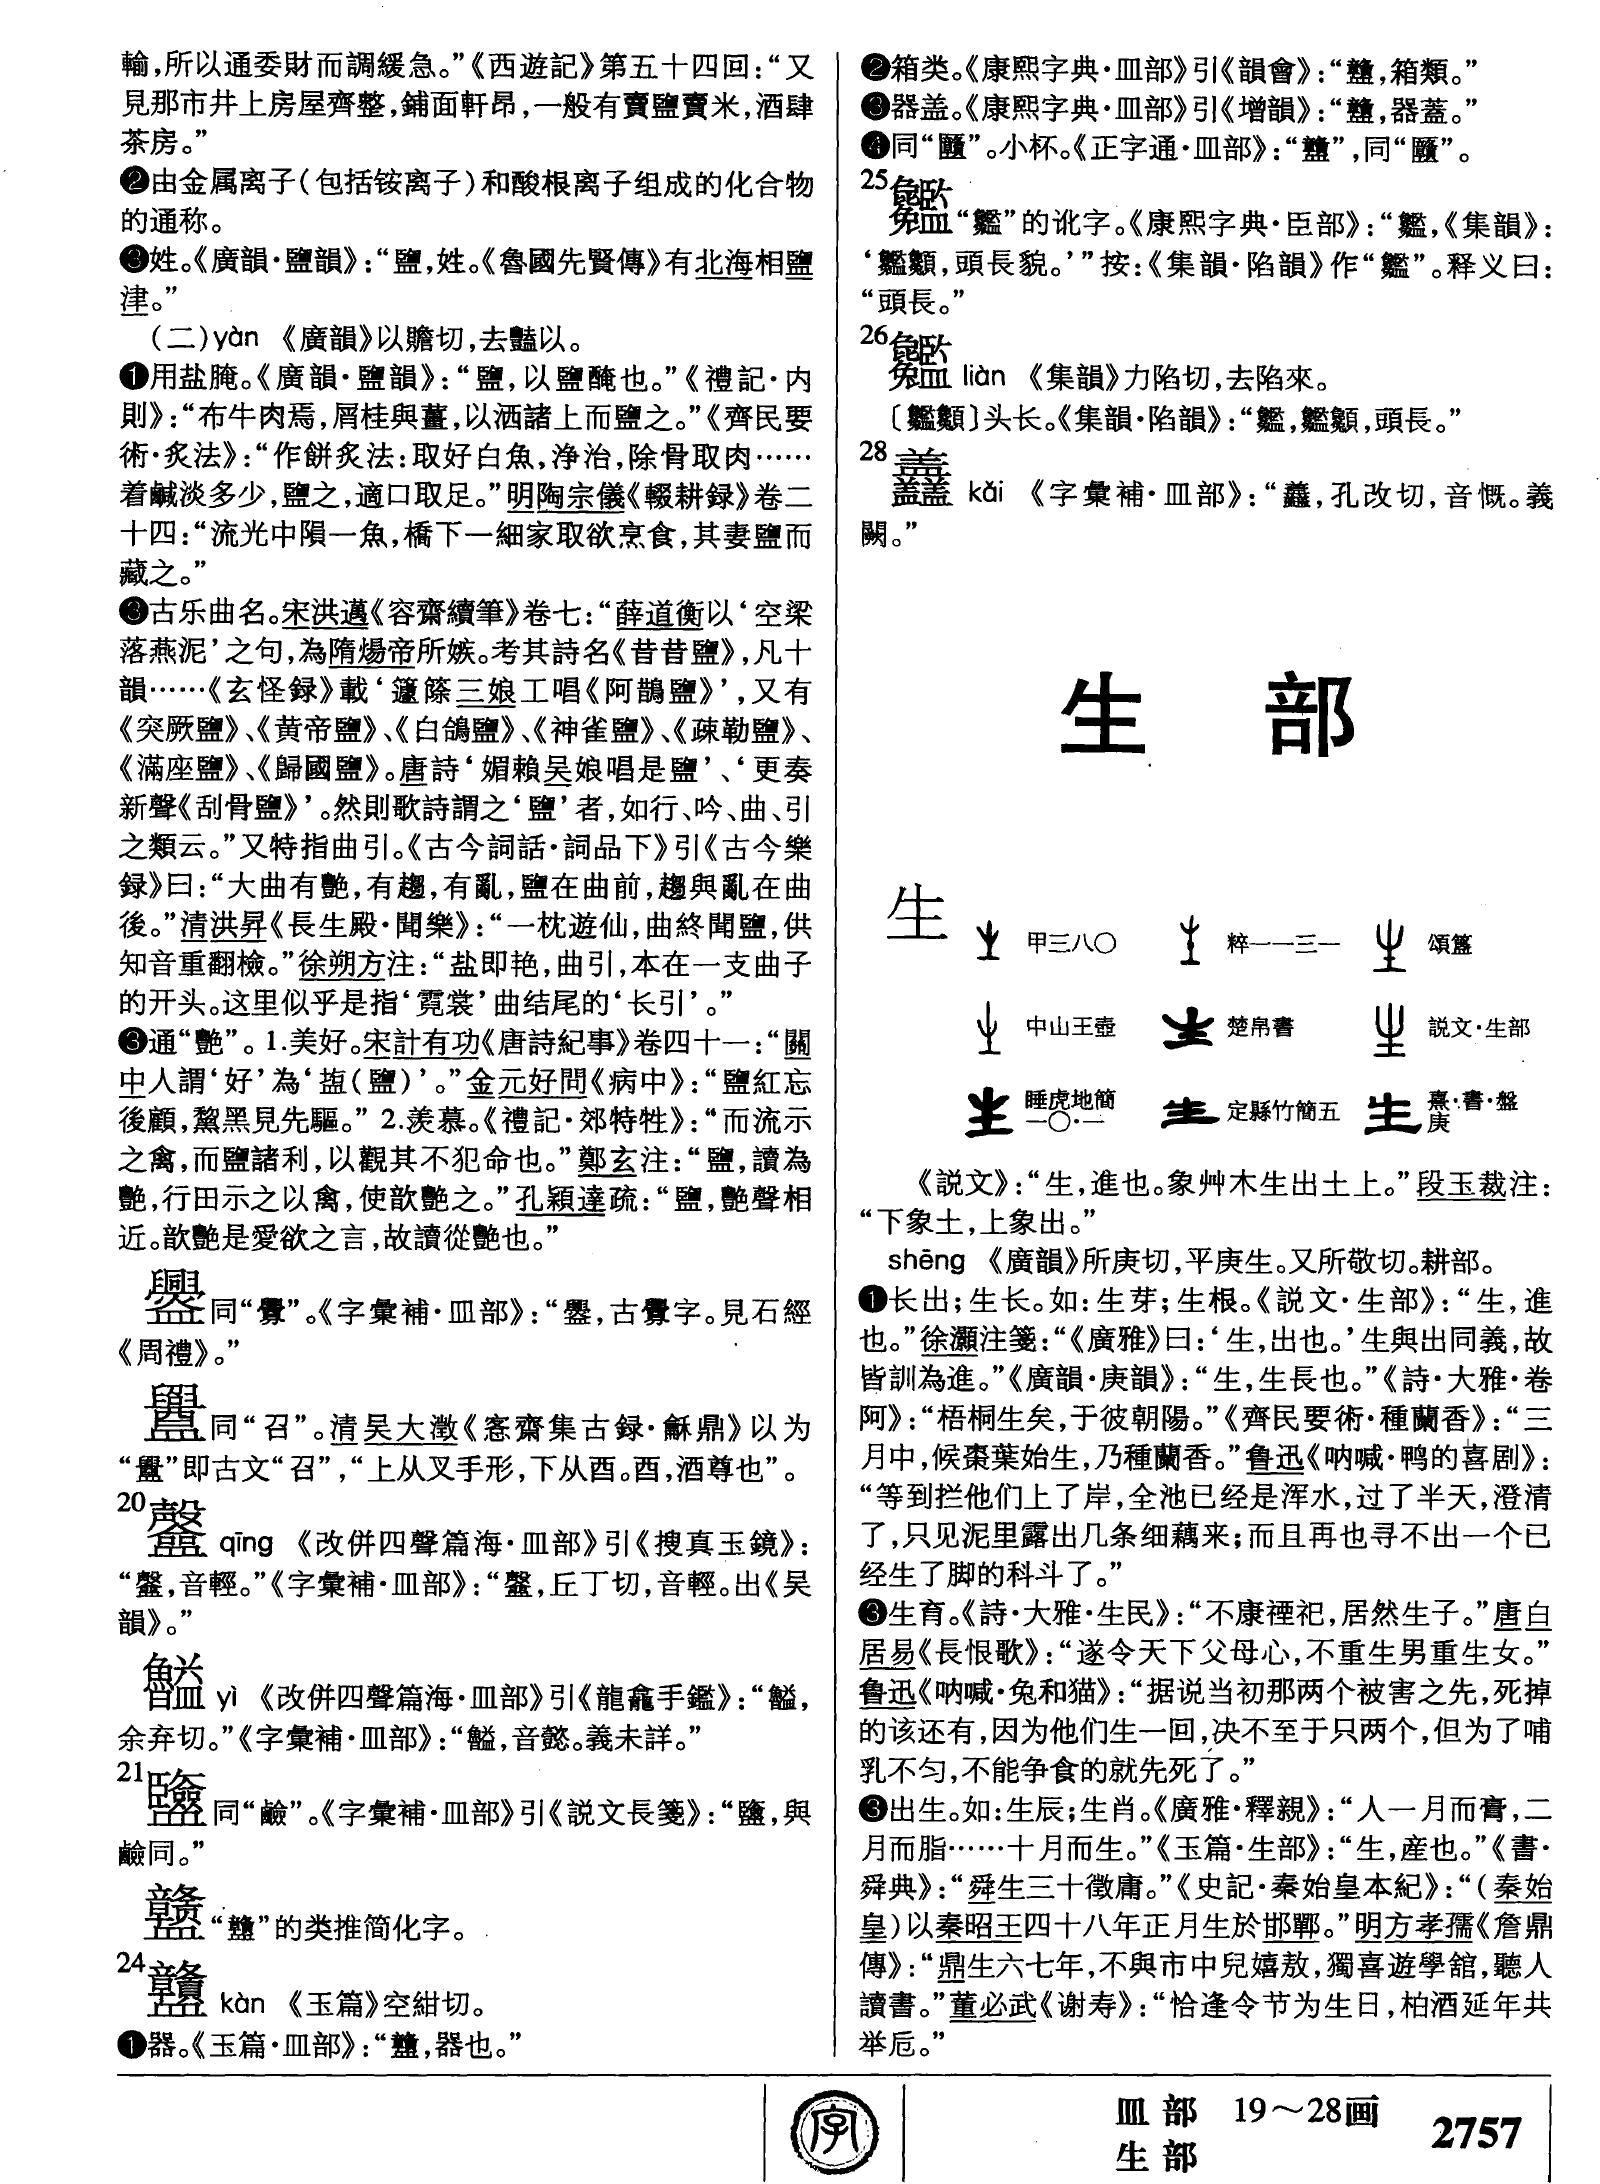 輸,所以通委財而調緩急。”《西遊記》第五十四回:“又
見那市井上房屋齊整,鋪面軒昂,一般有賣鹽賣米,酒肆
茶房。”
❷由金属离子(包括铵离子)和酸根离子组成的化合物
的通称。
❸姓。《廣韻·鹽韻》:“鹽,姓。《魯國先賢傳》有北海相鹽
津。”
(二)yàn 《廣韻》以贍切,去豔以。
❶用盐腌。《廣韻·鹽韻》:“鹽,以鹽醃也。”《禮記·内
則》:“布牛肉焉,屑桂與薑,以洒諸上而鹽之。”《齊民要
術·炙法》:“作餅炙法:取好白魚,浄治,除骨取肉……
着鹹淡多少,鹽之,適口取足。”明陶宗儀《輟耕録》卷二
十四:“流光中隕一魚,橋下一細家取欲烹食,其妻鹽而
藏之。”
❸古乐曲名。宋洪邁《容齋續筆》卷七:“薛道衡以‘空梁
落燕泥’之句,為隋煬帝所嫉。考其詩名《昔昔鹽》,凡十
韻……《玄怪録》載‘籧篨三娘工唱《阿鵲鹽》’,又有
《突厥鹽》、《黄帝鹽》、《白鴿鹽》、《神雀鹽》、《疎勒鹽》、
《滿座鹽》、《歸國鹽》。唐詩‘媚賴吴娘唱是鹽’、‘更奏
新聲《刮骨鹽》’。然則歌詩謂之‘鹽’者,如行、吟、曲、引
之類云。”又特指曲引。《古今詞話·詞品下》引《古今樂
録》曰:“大曲有艷,有趨,有亂,鹽在曲前,趨與亂在曲
後。”清洪昇《長生殿·聞樂》:“一枕遊仙,曲終聞鹽,供
知音重翻檢。”徐朔方注:“盐即艳,曲引,本在一支曲子
的开头。这里似乎是指‘霓裳’曲结尾的‘长引’。”
❸通“艷”。1.美好。宋計有功《唐詩紀事》卷四十一:“關
中人謂‘好’為‘塩(鹽)’。”金元好問《病中》:“鹽紅忘
後顧,黧黑見先驅。” 2.羡慕。《禮記·郊特牲》:“而流示
之禽,而鹽諸利,以觀其不犯命也。”鄭玄注:“鹽,讀為
艷,行田示之以禽,使歆艷之。”孔穎達疏:“鹽,艷聲相
近。歆艷是愛欲之言,故讀從艷也。”
同“釁”。《字彙補·皿部》:“,古釁字。見石經
《周禮》。”
同“召”。清吴大澂《愙齋集古録·龢鼎》以为
“”即古文“召”,“上从叉手形,下从酉。酉,酒尊也”。
20
qīng 《改併四聲篇海·皿部》引《搜真玉鏡》:
“,音輕。”《字彙補·皿部》:“,丘丁切,音輕。出《吴
韻》。”
yì 《改併四聲篇海·皿部》引《龍龕手鑑》:“,
余弃切。”《字彙補·皿部》:“,音懿。義未詳。”
21
同“鹼”。《字彙補·皿部》引《説文長箋》:“,與
鹼同。”
“”的类推简化字。
24
kàn 《玉篇》空紺切。
❶器。《玉篇·皿部》:“,器也。”
❷箱类。《康熙字典·皿部》引《韻會》:“,箱類。”
❸器盖。《康熙字典·皿部》引《增韻》:“,器蓋。”
❹同“”。小杯。《正字通·皿部》:“”,同“”。
25
“”的讹字。《康熙字典·臣部》:“,《集韻》:
‘,頭長貌。’”按:《集韻·陷韻》作“”。释义曰:
“頭長。”
26
liàn 《集韻》力陷切,去陷來。
〔〕头长。《集韻·陷韻》:“,頭長。”
28
kǎi 《字彙補·皿部》:“,孔改切,音慨。義
闕。”
生 部
生 甲三八〇 粹一一三一 頌簋
中山王壺 楚帛書 説文·生部
睡虎地簡一〇·一 定縣竹簡五 熹·書·盤庚
《説文》:“生,進也。象艸木生出土上。”段玉裁注:
“下象土,上象出。”
shēng 《廣韻》所庚切,平庚生。又所敬切。耕部。
❶长出;生长。如:生芽;生根。《説文·生部》:“生,進
也。”徐灝注箋:“《廣雅》曰:‘生,出也。’生與出同義,故
皆訓為進。”《廣韻·庚韻》:“生,生長也。”《詩·大雅·卷
阿》:“梧桐生矣,于彼朝陽。”《齊民要術·種蘭香》:“三
月中,候棗葉始生,乃種蘭香。”鲁迅《呐喊·鸭的喜剧》:
“等到拦他们上了岸,全池已经是浑水,过了半天,澄清
了,只见泥里露出几条细藕来;而且再也寻不出一个已
经生了脚的科斗了。”
❸生育。《詩·大雅·生民》:“不康禋祀,居然生子。”唐白
居易《長恨歌》:“遂令天下父母心,不重生男重生女。”
鲁迅《呐喊·兔和猫》:“据说当初那两个被害之先,死掉
的该还有,因为他们生一回,决不至于只两个,但为了哺
乳不匀,不能争食的就先死了。”
❸出生。如:生辰;生肖。《廣雅·釋親》:“人一月而膏,二
月而脂……十月而生。”《玉篇·生部》:“生,産也。”《書·
舜典》:“舜生三十徵庸。”《史記·秦始皇本紀》:“(秦始
皇)以秦昭王四十八年正月生於邯鄲。”明方孝孺《詹鼎
傳》:“鼎生六七年,不與市中兒嬉敖,獨喜遊學舘,聽人
讀書。”董必武《谢寿》:“恰逢令节为生日,柏酒延年共
举卮。”
字
皿部 19~28画
生部
2757